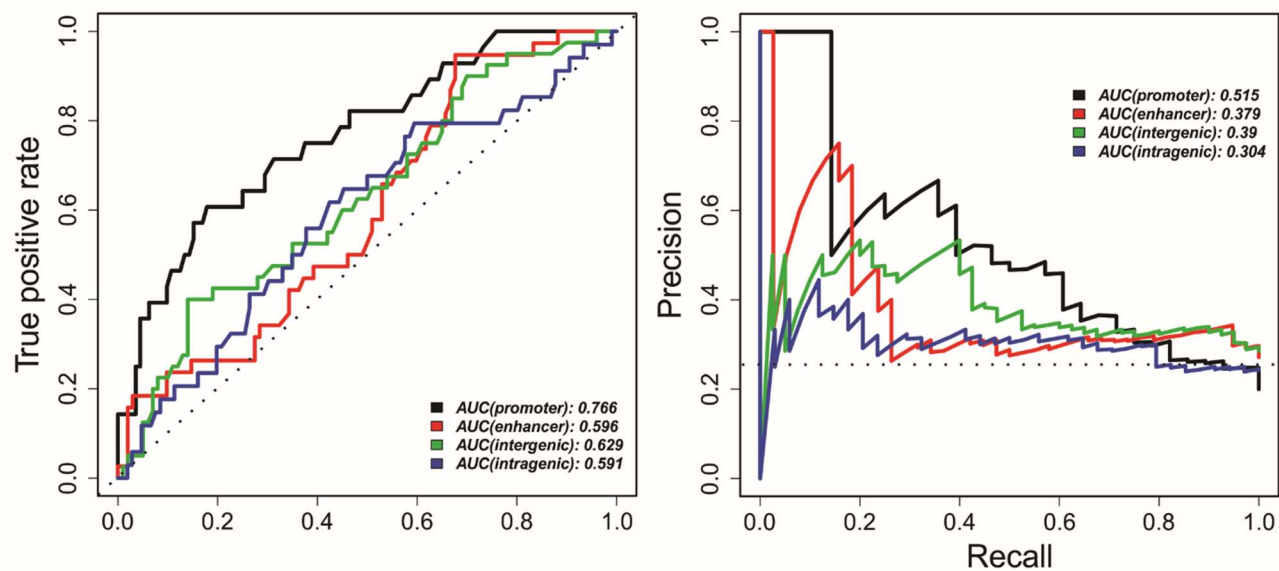 True positive rate
1.0
0.8
0.6
0.4
0.2
0.0
AUC(promoter): 0.766
AUC(enhancer): 0.596
AUC(intergenic): 0.629
AUC(intragenic): 0.591
0.0 0.2 0.4 0.6 0.8 1.0
Precision
1.0
0.8
0.6
0.4
0.2
0.0
AUC(promoter): 0.515
AUC(enhancer): 0.379
AUC(intergenic): 0.39
AUC(intragenic): 0.304
0.0 0.2 0.4 0.6 0.8 1.0
Recall